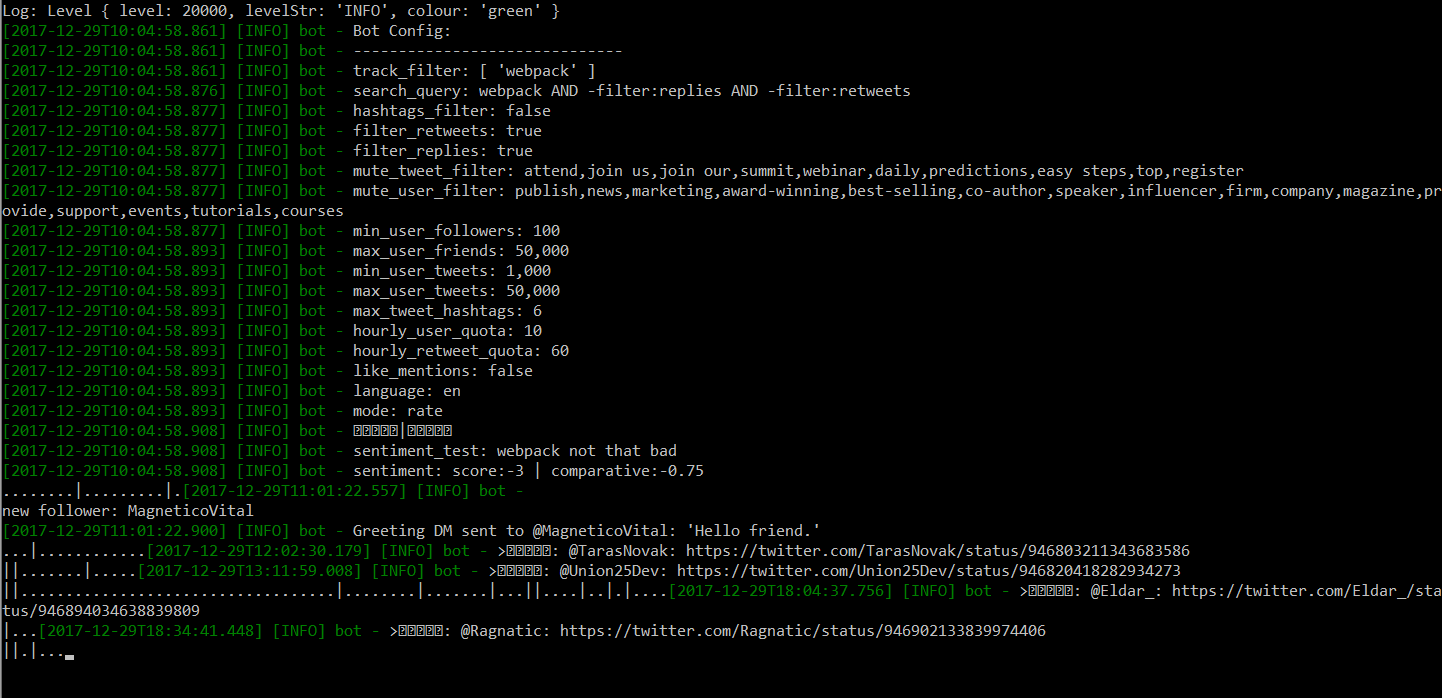 Log: Level { level: 20000, levelStr: 'INFO', colour: 'green' }
[2017-12-29T10:04:58.861] [INFO] bot - Bot Config:
[2017-12-29T10:04:58.861] [INFO] bot - ------------------------------
[2017-12-29T10:04:58.861] [INFO] bot - track_filter: [ 'webpack' ]
[2017-12-29T10:04:58.876] [INFO] bot - search_query: webpack AND -filter:replies AND -filter:retweets
[2017-12-29T10:04:58.877] [INFO] bot - hashtags_filter: false
[2017-12-29T10:04:58.877] [INFO] bot - filter_retweets: true
[2017-12-29T10:04:58.877] [INFO] bot - filter_replies: true
[2017-12-29T10:04:58.877] [INFO] bot - mute_tweet_filter: attend,join us,join our,summit,webinar,daily,predictions,easy steps,top,register
[2017-12-29T10:04:58.877] [INFO] bot - mute_user_filter: publish,news,marketing,award-winning,best-selling,co-author,speaker,influencer,firm,company,magazine,pr
ovide,support,events,tutorials,courses
[2017-12-29T10:04:58.877] [INFO] bot - min_user_followers: 100
[2017-12-29T10:04:58.893] [INFO] bot - max_user_friends: 50,000
[2017-12-29T10:04:58.893] [INFO] bot - min_user_tweets: 1,000
[2017-12-29T10:04:58.893] [INFO] bot - max_user_tweets: 50,000
[2017-12-29T10:04:58.893] [INFO] bot - max_tweet_hashtags: 6
[2017-12-29T10:04:58.893] [INFO] bot - hourly_user_quota: 10
[2017-12-29T10:04:58.893] [INFO] bot - hourly_retweet_quota: 60
[2017-12-29T10:04:58.893] [INFO] bot - like_mentions: false
[2017-12-29T10:04:58.893] [INFO] bot - language: en
[2017-12-29T10:04:58.893] [INFO] bot - mode: rate
[2017-12-29T10:04:58.908] [INFO] bot - ⍰⍰⍰⍰⍰|⍰⍰⍰⍰⍰
[2017-12-29T10:04:58.908] [INFO] bot - sentiment_test: webpack not that bad
[2017-12-29T10:04:58.908] [INFO] bot - sentiment: score:-3 | comparative:-0.75
........|.........|.[2017-12-29T11:01:22.557] [INFO] bot -
new follower: MagneticoVital
[2017-12-29T11:01:22.900] [INFO] bot - Greeting DM sent to @MagneticoVital: 'Hello friend.'
...|............[2017-12-29T12:02:30.179] [INFO] bot - >⍰⍰⍰⍰⍰: @TarasNovak: https://twitter.com/TarasNovak/status/946803211343683586
||.......|.....[2017-12-29T13:11:59.008] [INFO] bot - >⍰⍰⍰⍰⍰: @Union25Dev: https://twitter.com/Union25Dev/status/946820418282934273
||...................................|........|.......|...||....|..|.|....[2017-12-29T18:04:37.756] [INFO] bot - >⍰⍰⍰⍰⍰: @Eldar_: https://twitter.com/Eldar_/sta
tus/946894034638839809
|...[2017-12-29T18:34:41.448] [INFO] bot - >⍰⍰⍰⍰⍰: @Ragnatic: https://twitter.com/Ragnatic/status/946902133839974406
||.|...